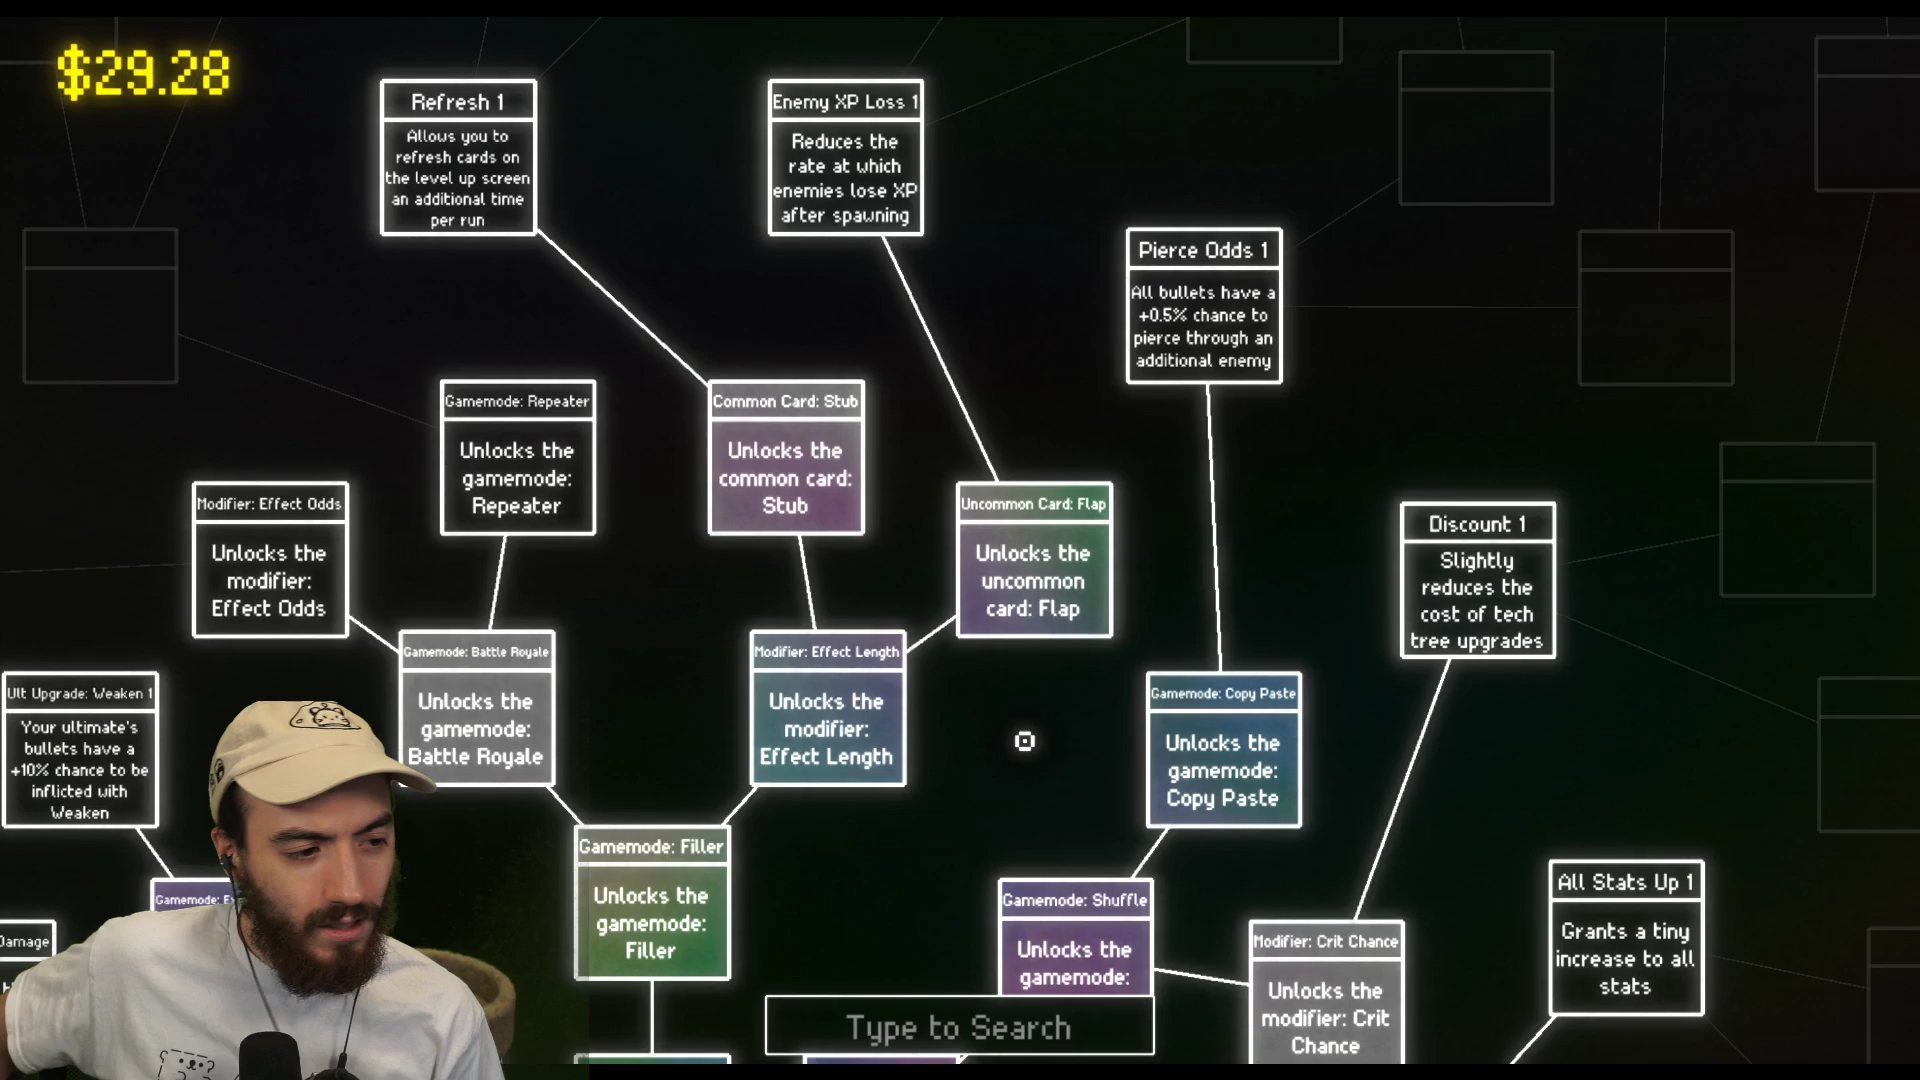 $29.28
Refresh 1
Allows you to
refresh cards on
the level up screen
an additional time
per run
Enemy XP Loss 1
Reduces the
rate at which
enemies lose XP
after spawning
Pierce Odds 1
All bullets have a
+0.5% chance to
pierce through an
additional enemy
Gamemode: Repeater
Unlocks the
gamemode:
Repeater
Common Card: Stub
Unlocks the
common card:
Stub
Modifier: Effect Odds
Unlocks the
modifier:
Effect Odds
Uncommon Card: Flap
Unlocks the
uncommon
card: Flap
Discount 1
Slightly
reduces the
cost of tech
tree upgrades
Gamemode: Battle Royale
Unlocks the
gamemode:
Battle Royale
Modifier: Effect Length
Unlocks the
modifier:
Effect Length
Ult Upgrade: Weaken 1
Your ultimate's
bullets have a
+10% chance to be
inflicted with
Weaken
Gamemode: Copy Paste
Unlocks the
gamemode:
Copy Paste
Gamemode: Filler
Unlocks the
gamemode:
Filler
Gamemode:
Gamemode: Shuffle
Unlocks the
gamemode:
All Stats Up 1
Grants a tiny
increase to all
stats
Damage
Modifier: Crit Chance
Unlocks the
modifier: Crit
Chance
Type to Search